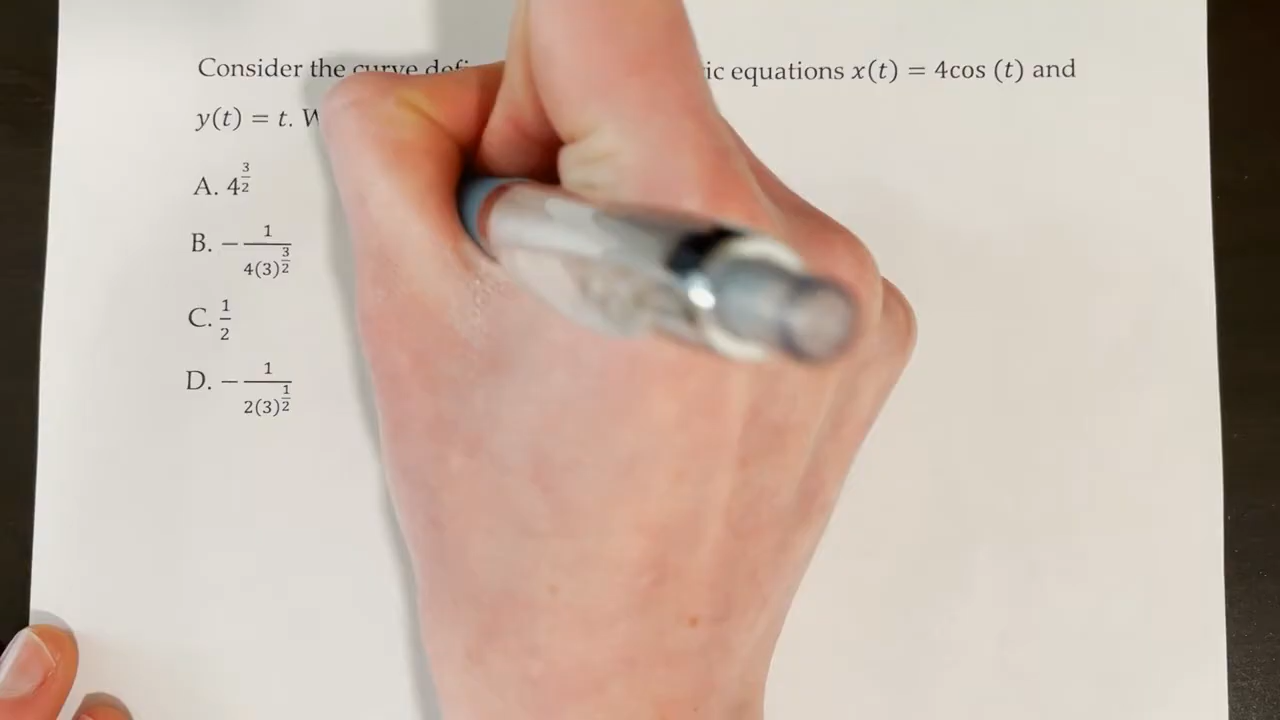 Consider the curve ic equations x(t) = 4cos (t) and
y(t) = t.
A. 4^{3/2}
B. − 1/(4(3)^{3/2})
C. 1/2
D. − 1/(2(3)^{1/2})